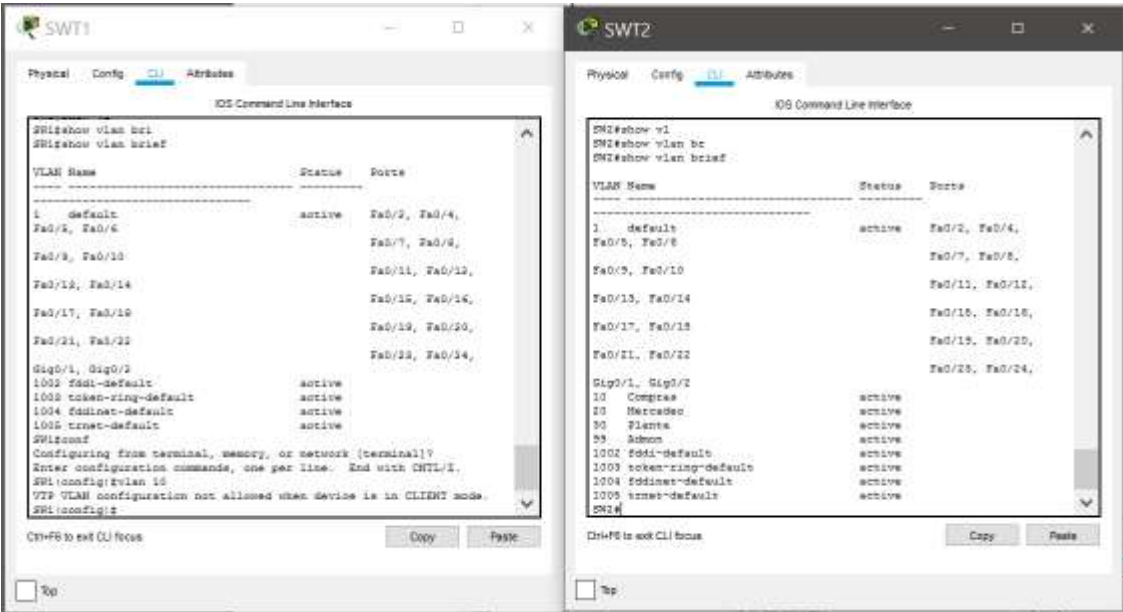 SWT1
Physical Config CLI Attributes
IOS Command Line Interface
SW1#show vlan bri
SW1#show vlan brief
VLAN Name Status Ports
---- -------------------------------- --------- -------------------------------
1 default active Fa0/2, Fa0/4,
Fa0/5, Fa0/6
Fa0/7, Fa0/8,
Fa0/9, Fa0/10
Fa0/11, Fa0/12,
Fa0/13, Fa0/14
Fa0/15, Fa0/16,
Fa0/17, Fa0/18
Fa0/19, Fa0/20,
Fa0/21, Fa0/22
Fa0/23, Fa0/24,
Gig0/1, Gig0/2
1002 fddi-default active
1003 token-ring-default active
1004 fddinet-default active
1005 trnet-default active
SW1#conf
Configuring from terminal, memory, or network [terminal]?
Enter configuration commands, one per line. End with CNTL/Z.
SW1(config)#vlan 10
VTP VLAN configuration not allowed when device is in CLIENT mode.
SW1(config)#
Ctrl+F6 to exit CLI focus
Copy Paste
Top
SWT2
Physical Config CLI Attributes
IOS Command Line Interface
SW2#show vl
SW2#show vlan br
SW2#show vlan brief
VLAN Name Status Ports
---- -------------------------------- --------- -------------------------------
1 default active Fa0/2, Fa0/4,
Fa0/5, Fa0/6
Fa0/7, Fa0/8,
Fa0/9, Fa0/10
Fa0/11, Fa0/12,
Fa0/13, Fa0/14
Fa0/15, Fa0/16,
Fa0/17, Fa0/18
Fa0/19, Fa0/20,
Fa0/21, Fa0/22
Fa0/23, Fa0/24,
Gig0/1, Gig0/2
10 Compras active
20 Mercadeo active
30 Planta active
99 Admon active
1002 fddi-default active
1003 token-ring-default active
1004 fddinet-default active
1005 trnet-default active
SW2#
Ctrl+F6 to exit CLI focus
Copy Paste
Top